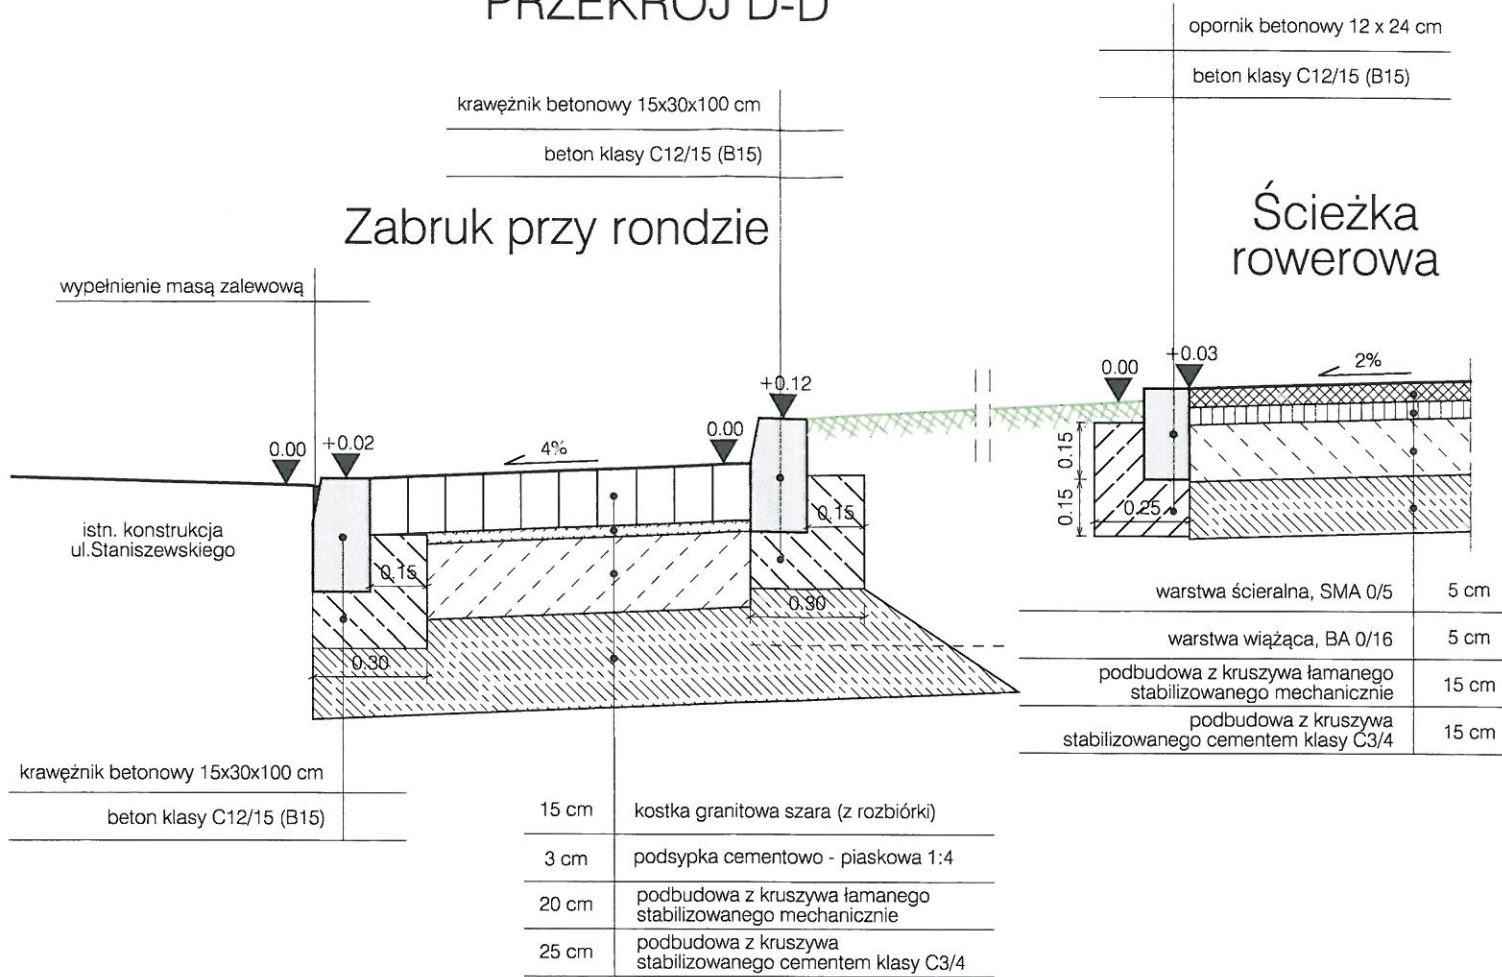 PRZEKRÓJ D-D
opornik betonowy 12 x 24 cm
beton klasy C12/15 (B15)
krawężnik betonowy 15x30x100 cm
beton klasy C12/15 (B15)
Zabruk przy rondzie
Ścieżka
rowerowa
wypełnienie masą zalewową
0.00
+0.02
4%
0.00
+0.12
0.00
+0.03
2%
istn. konstrukcja
ul.Staniszewskiego
0.15
0.30
0.15
0.30
0.15
0.15
0.25
warstwa ścieralna, SMA 0/5 5 cm
warstwa wiążąca, BA 0/16 5 cm
podbudowa z kruszywa łamanego
stabilizowanego mechanicznie 15 cm
podbudowa z kruszywa
stabilizowanego cementem klasy C3/4 15 cm
krawężnik betonowy 15x30x100 cm
beton klasy C12/15 (B15)
15 cm kostka granitowa szara (z rozbiórki)
3 cm podsypka cementowo - piaskowa 1:4
20 cm podbudowa z kruszywa łamanego
stabilizowanego mechanicznie
25 cm podbudowa z kruszywa
stabilizowanego cementem klasy C3/4